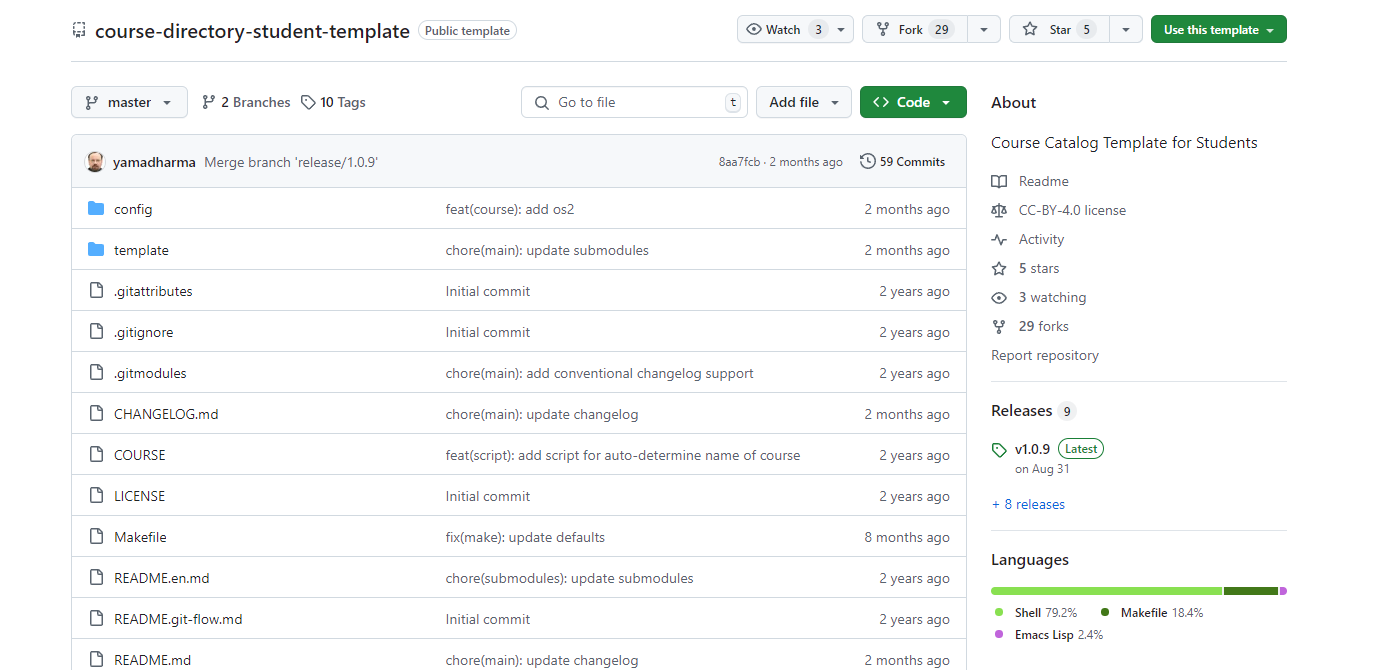 course-directory-student-template Public template Watch 3 Fork 29 Star 5 Use this template
master 2 Branches 10 Tags Go to file t Add file Code
yamadharma Merge branch 'release/1.0.9' 8aa7fcb · 2 months ago 59 Commits
config feat(course): add os2 2 months ago
template chore(main): update submodules 2 months ago
.gitattributes Initial commit 2 years ago
.gitignore Initial commit 2 years ago
.gitmodules chore(main): add conventional changelog support 2 years ago
CHANGELOG.md chore(main): update changelog 2 months ago
COURSE feat(script): add script for auto-determine name of course 2 years ago
LICENSE Initial commit 2 years ago
Makefile fix(make): update defaults 8 months ago
README.en.md chore(submodules): update submodules 2 years ago
README.git-flow.md Initial commit 2 years ago
README.md chore(main): update changelog 2 months ago
About
Course Catalog Template for Students
Readme
CC-BY-4.0 license
Activity
5 stars
3 watching
29 forks
Report repository
Releases 9
v1.0.9 Latest
on Aug 31
+ 8 releases
Languages
Shell 79.2% Makefile 18.4%
Emacs Lisp 2.4%